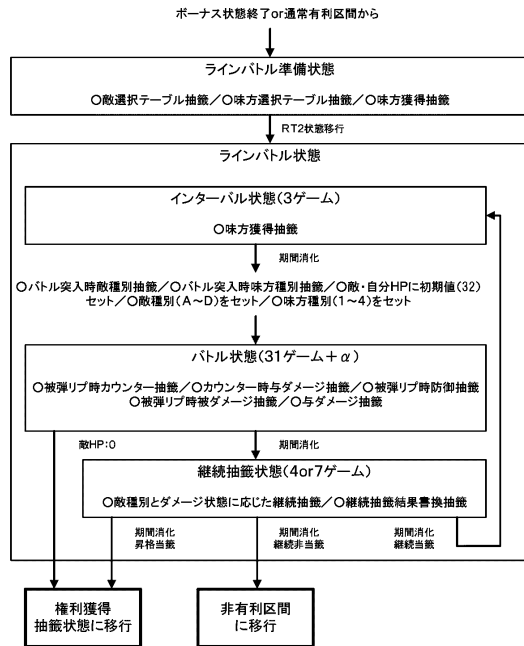 ボーナス状態終了or通常有利区間から
ラインバトル準備状態
○敵選択テーブル抽籤／○味方選択テーブル抽籤／○味方獲得抽籤
RT2状態移行
ラインバトル状態
インターバル状態(3ゲーム)
○味方獲得抽籤
期間消化
○バトル突入時敵種別抽籤／○バトル突入時味方種別抽籤／○敵・自分HPに初期値(32)
セット／○敵種別(A～D)をセット／○味方種別(1～4)をセット
バトル状態(31ゲーム＋α)
○被弾リプ時カウンター抽籤／○カウンター時与ダメージ抽籤／○被弾リプ時防御抽籤
○被弾リプ時被ダメージ抽籤／○与ダメージ抽籤
敵HP:0
期間消化
継続抽籤状態(4or7ゲーム)
○敵種別とダメージ状態に応じた継続抽籤／○継続抽籤結果書換抽籤
期間消化
昇格当籤
期間消化
継続非当籤
期間消化
継続当籤
権利獲得
抽籤状態に移行
非有利区間
に移行